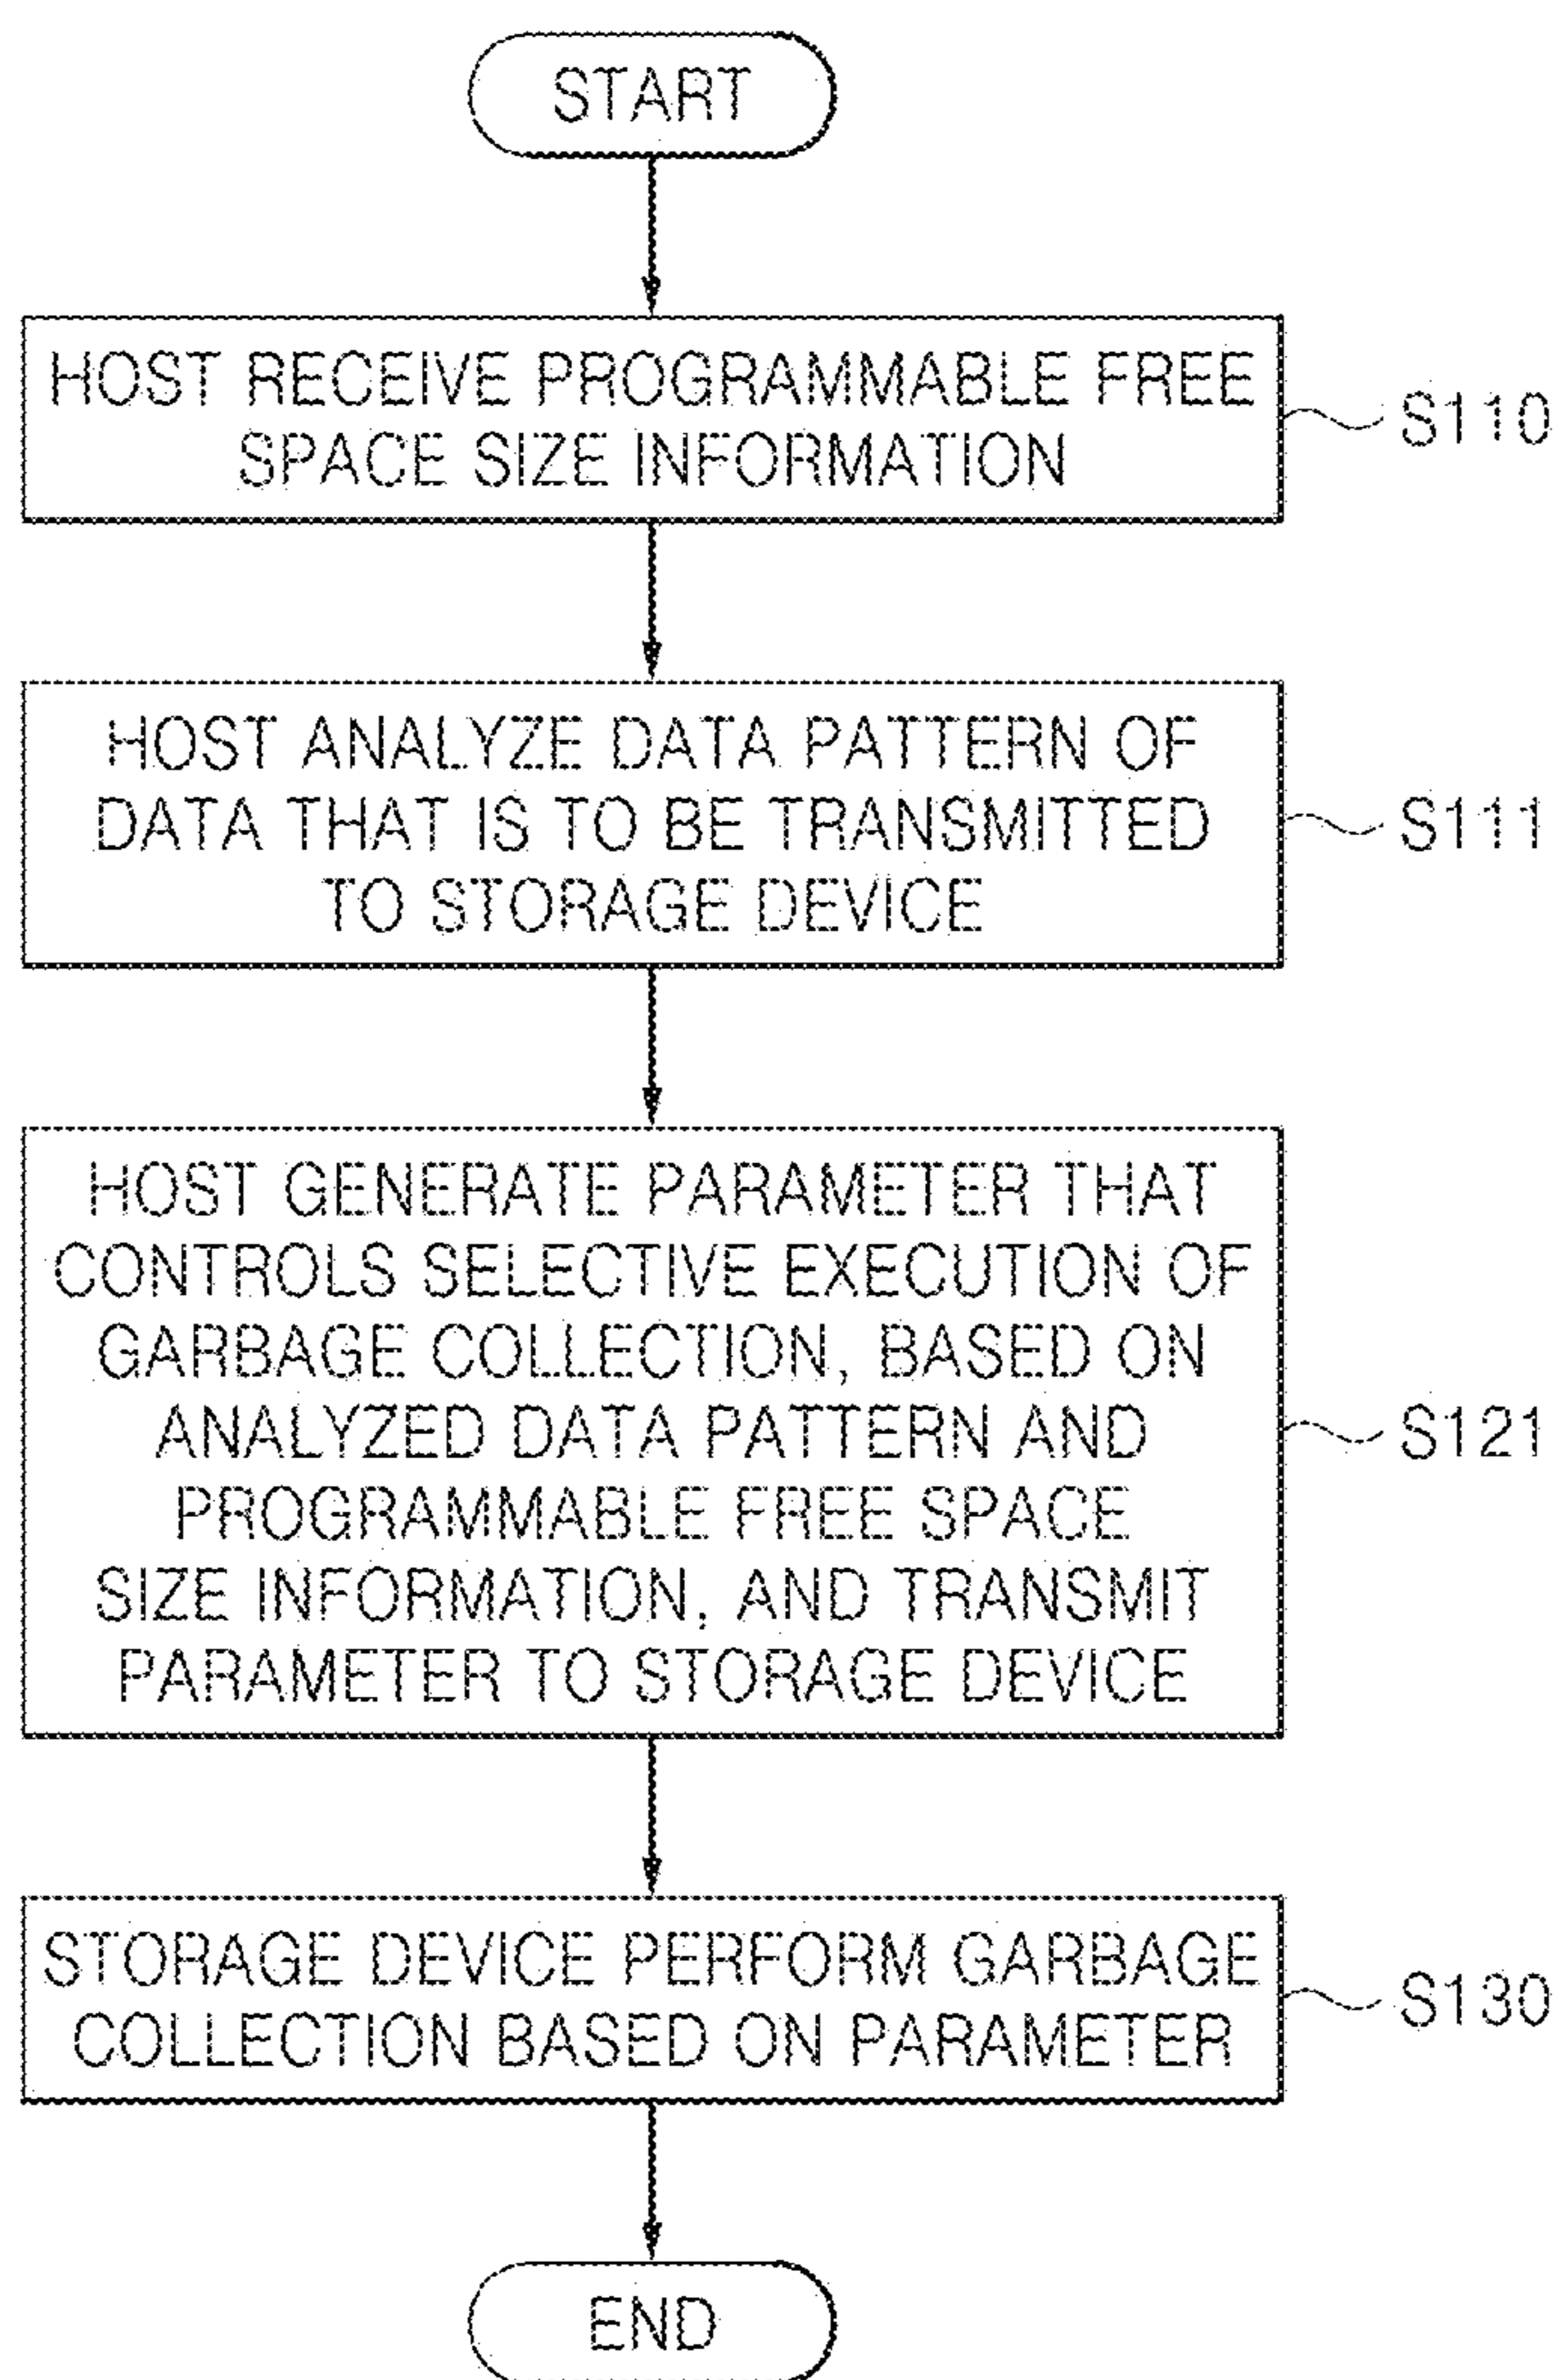 START
HOST RECEIVE PROGRAMMABLE FREE
SPACE SIZE INFORMATION
S110
HOST ANALYZE DATA PATTERN OF
DATA THAT IS TO BE TRANSMITTED
TO STORAGE DEVICE
S111
HOST GENERATE PARAMETER THAT
CONTROLS SELECTIVE EXECUTION OF
GARBAGE COLLECTION, BASED ON
ANALYZED DATA PATTERN AND
PROGRAMMABLE FREE SPACE
SIZE INFORMATION, AND TRANSMIT
PARAMETER TO STORAGE DEVICE
S121
STORAGE DEVICE PERFORM GARBAGE
COLLECTION BASED ON PARAMETER
S130
END